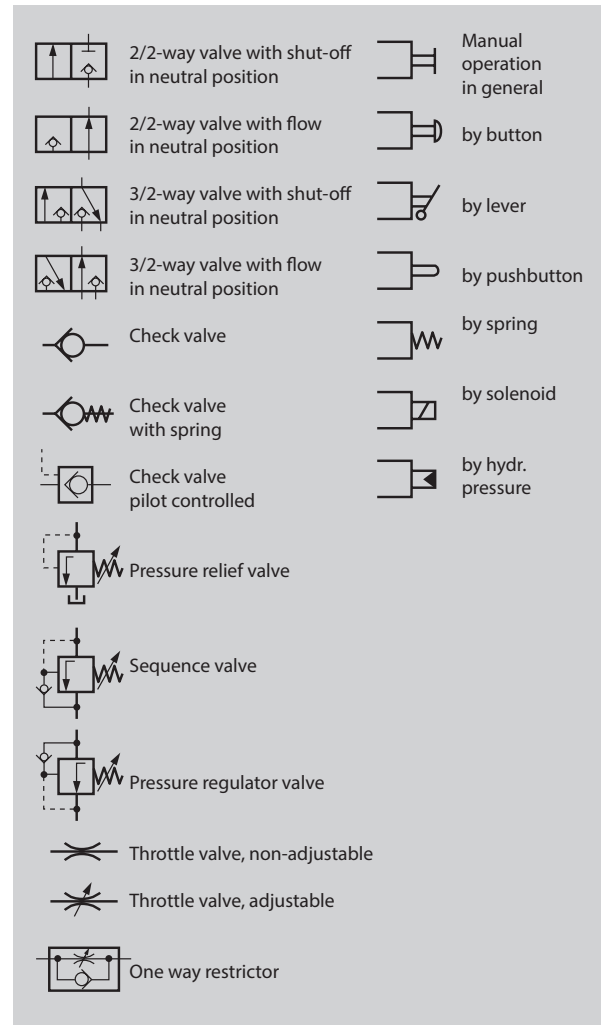 2/2-way valve with shut-off
in neutral position
2/2-way valve with flow
in neutral position
3/2-way valve with shut-off
in neutral position
3/2-way valve with flow
in neutral position
Check valve
Check valve
with spring
Check valve
pilot controlled
Pressure relief valve
Sequence valve
Pressure regulator valve
Throttle valve, non-adjustable
Throttle valve, adjustable
One way restrictor
Manual
operation
in general
by button
by lever
by pushbutton
by spring
by solenoid
by hydr.
pressure